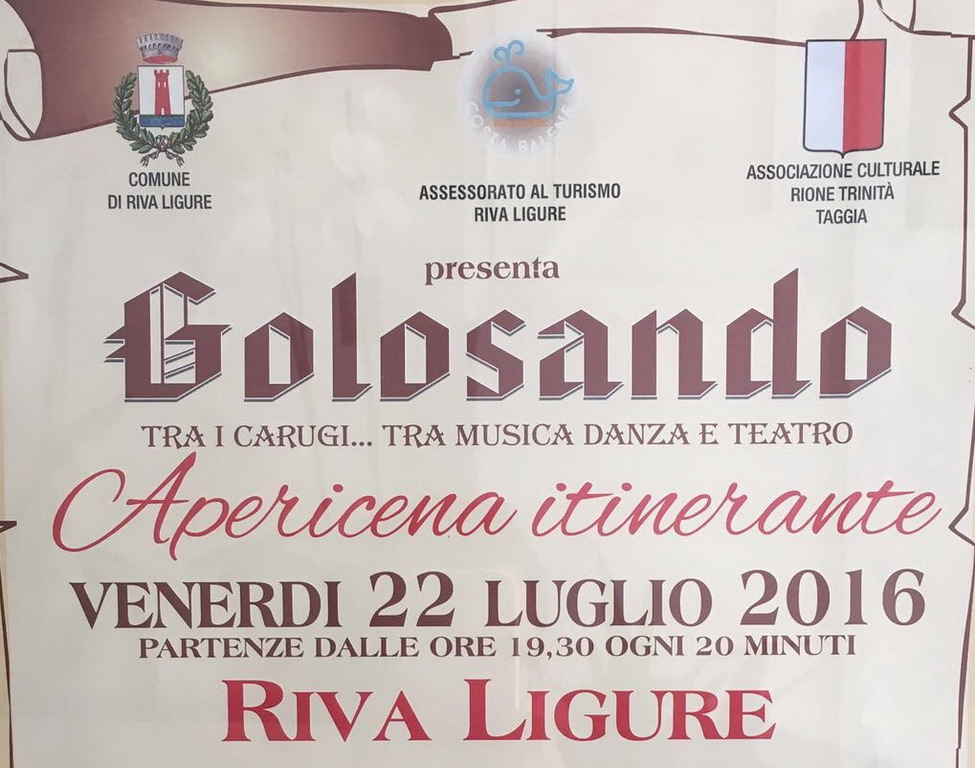 COSTA BALENE
COMUNE
DI RIVA LIGURE
ASSESSORATO AL TURISMO
RIVA LIGURE
ASSOCIAZIONE CULTURALE
RIONE TRINITÀ
TAGGIA
presenta
Golosando
TRA I CARUGI... TRA MUSICA DANZA E TEATRO
Apericena itinerante
VENERDI 22 LUGLIO 2016
PARTENZE DALLE ORE 19,30 OGNI 20 MINUTI
RIVA LIGURE